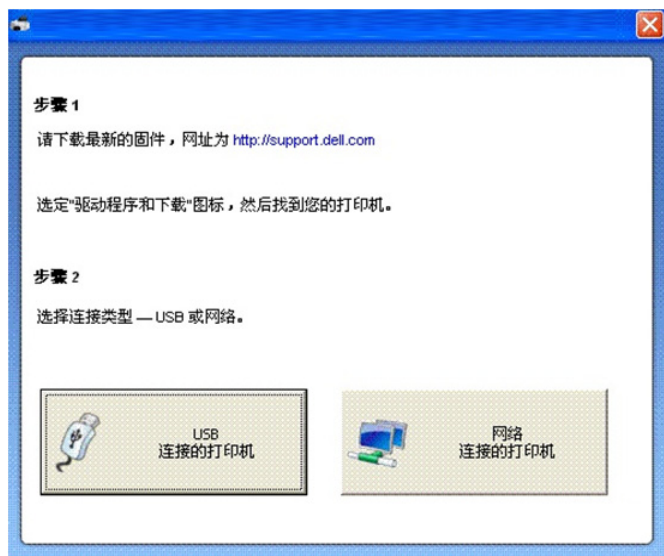 步骤 1
请下载最新的固件，网址为 http://support.dell.com
选定"驱动程序和下载"图标，然后找到您的打印机。
步骤 2
选择连接类型 — USB 或网络。
USB
连接的打印机
网络
连接的打印机